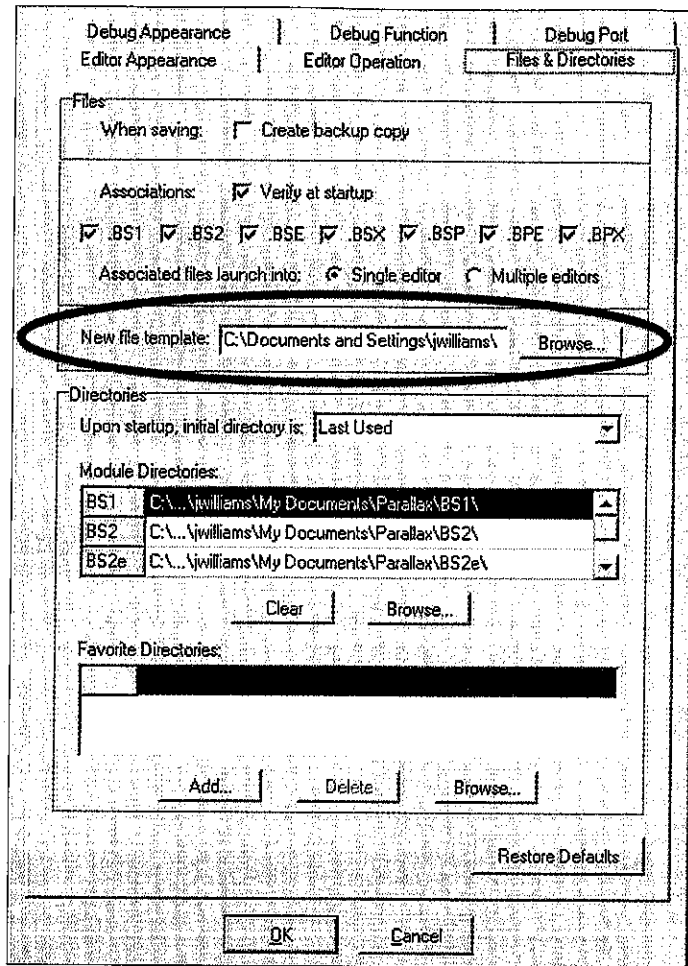 Debug Appearance Debug Function Debug Port
Editor Appearance Editor Operation Files & Directories
Files
When saving: Create backup copy
Associations: Verify at startup
.BS1 .BS2 .BSE .BSX .BSP .BPE .BPX
Associated files launch into: Single editor Multiple editors
New file template: C:\Documents and Settings\jwilliams\ Browse...
Directories
Upon startup, initial directory is: Last Used
Module Directories:
BS1 C:\...\jwilliams\My Documents\Parallax\BS1\
BS2 C:\...\jwilliams\My Documents\Parallax\BS2\
BS2e C:\...\jwilliams\My Documents\Parallax\BS2e\
Clear Browse...
Favorite Directories:
Add... Delete Browse...
Restore Defaults
OK Cancel